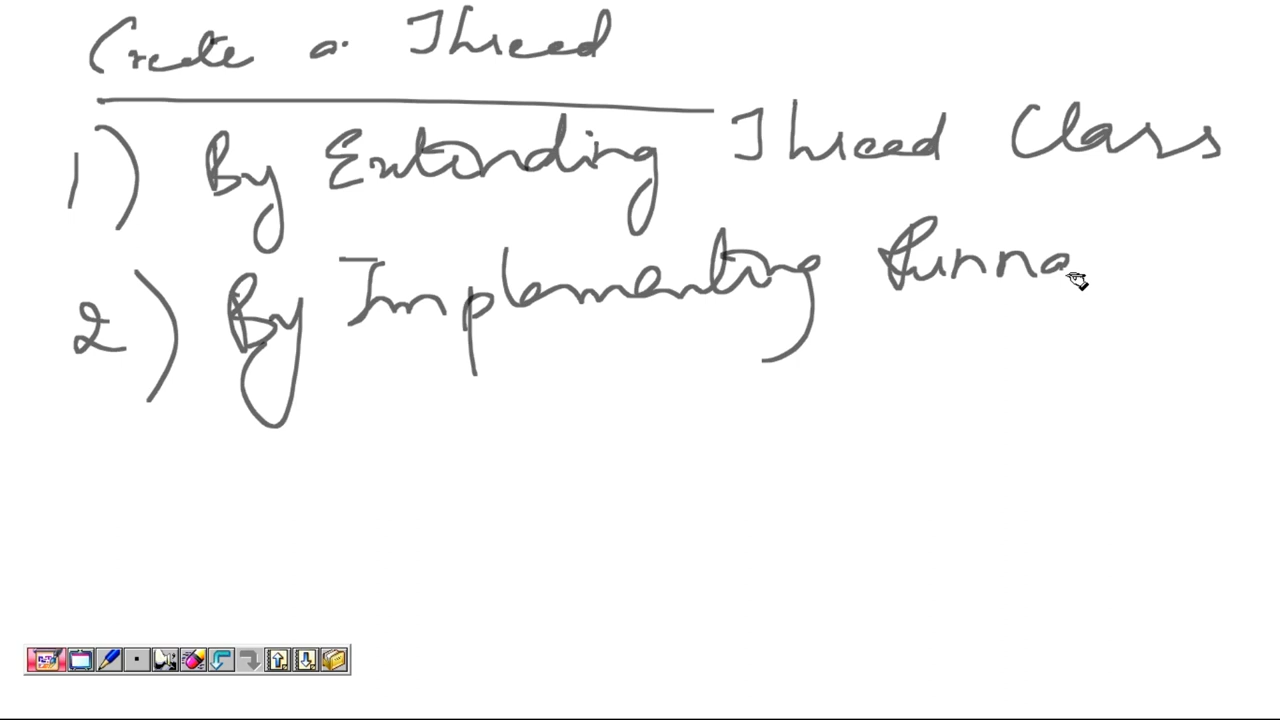 Create a Thread
1) By Extending Thread Class
2) By Implementing Runna